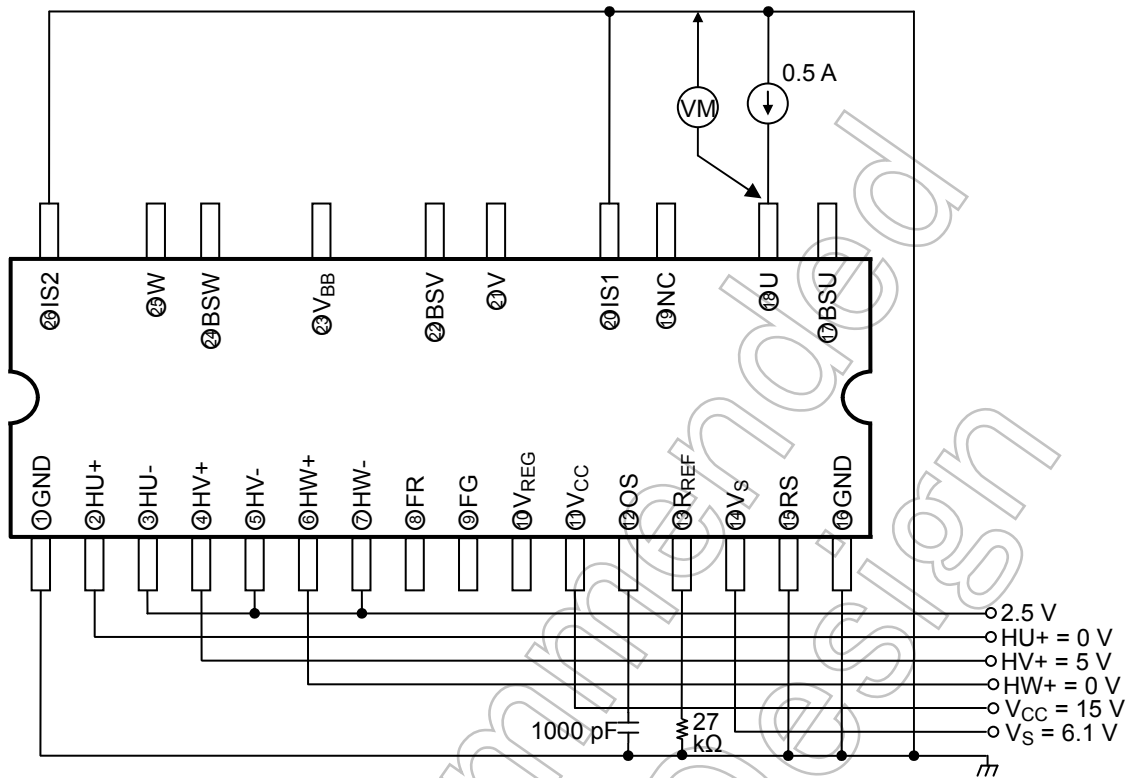 0.5 A
VM
㉖IS2
㉕W
㉔BSW
㉓VBB
㉒BSV
㉑V
⑳IS1
⑲NC
⑱U
⑰BSU
①GND
②HU+
③HU-
④HV+
⑤HV-
⑥HW+
⑦HW-
⑧FR
⑨FG
⑩VREG
⑪VCC
⑫OS
⑬RREF
⑭VS
⑮RS
⑯GND
2.5 V
HU+ = 0 V
HV+ = 5 V
HW+ = 0 V
VCC = 15 V
VS = 6.1 V
1000 pF
27
kΩ
mmended
esign